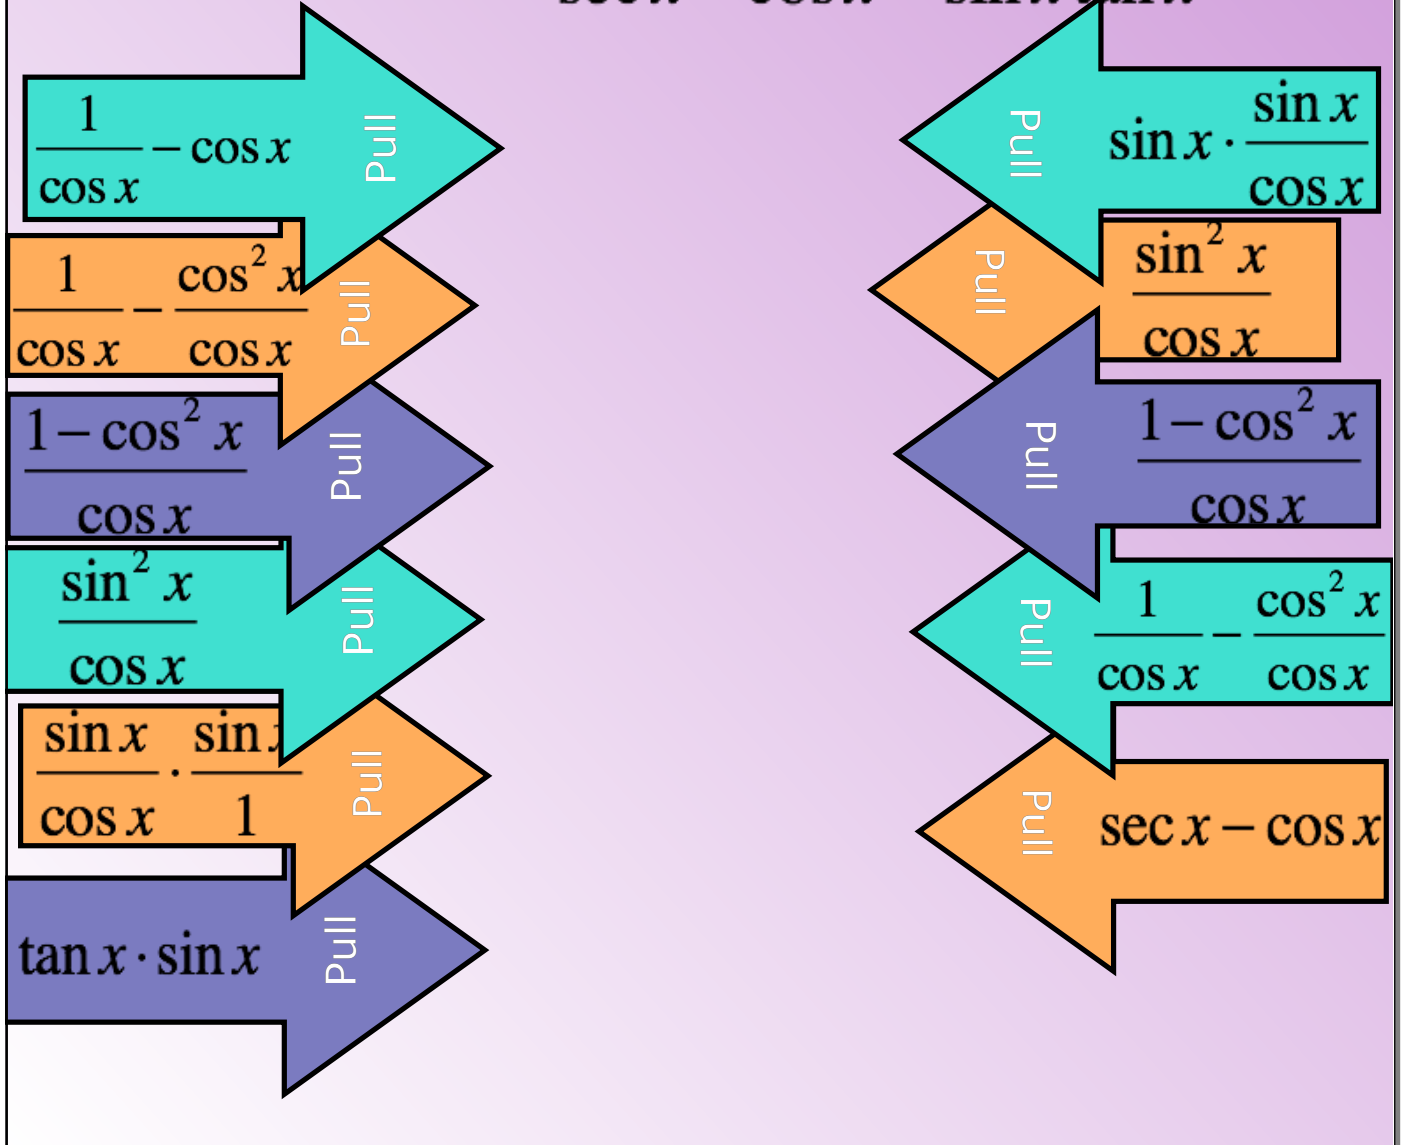 1/cos x − cos x Pull
1/cos x − cos² x/cos x Pull
1 − cos² x/cos x Pull
sin² x/cos x Pull
sin x/cos x · sin x/1 Pull
tan x · sin x Pull
Pull sin x · sin x/cos x
Pull sin² x/cos x
Pull 1 − cos² x/cos x
Pull 1/cos x − cos² x/cos x
Pull sec x − cos x